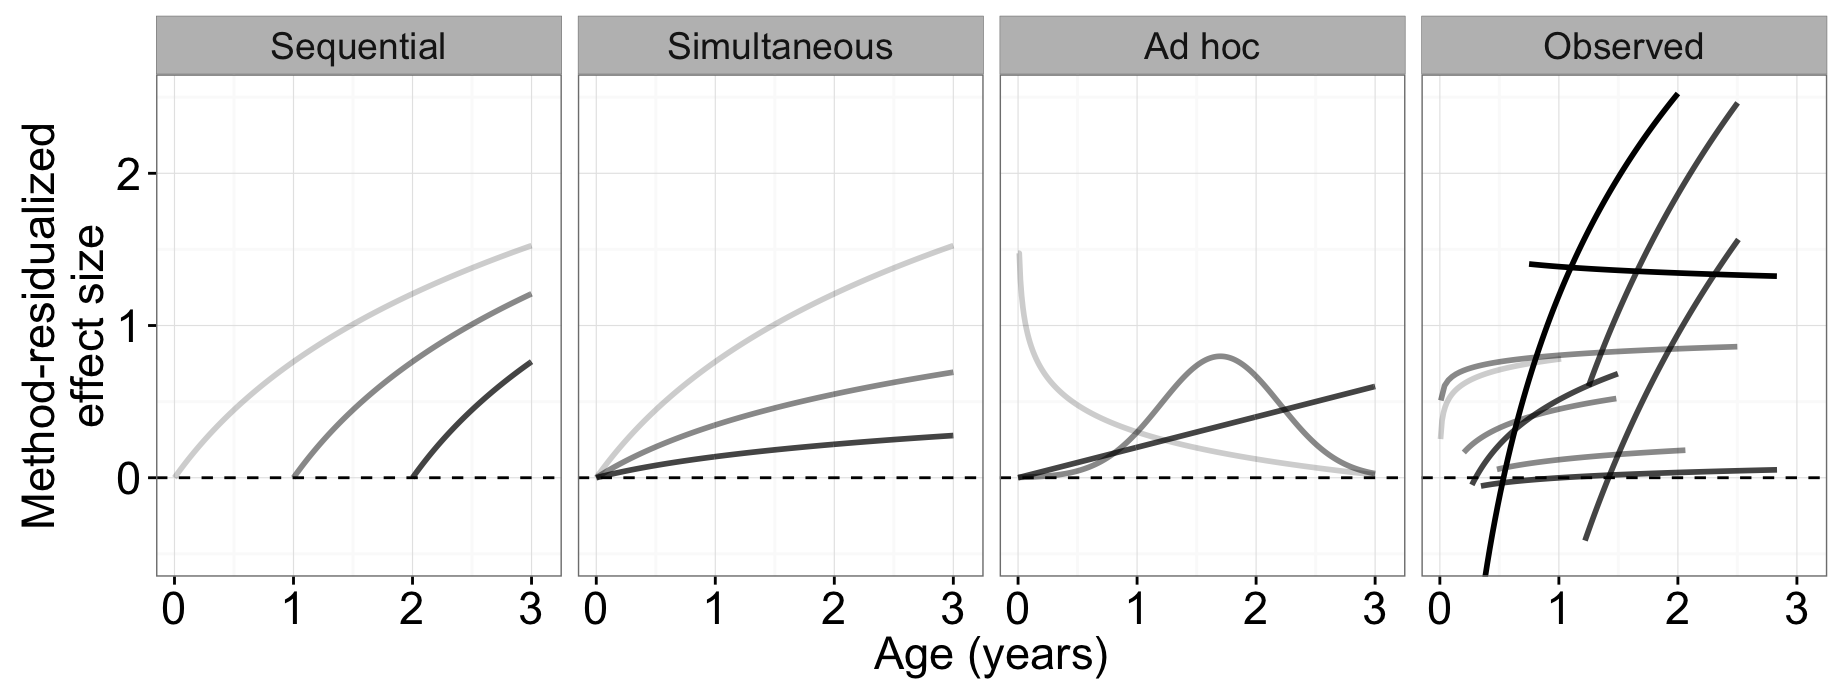 Sequential
Simultaneous
Ad hoc
Observed
Method-residualized
effect size
2
1
0
0 1 2 3
0 1 2 3
0 1 2 3
0 1 2 3
Age (years)